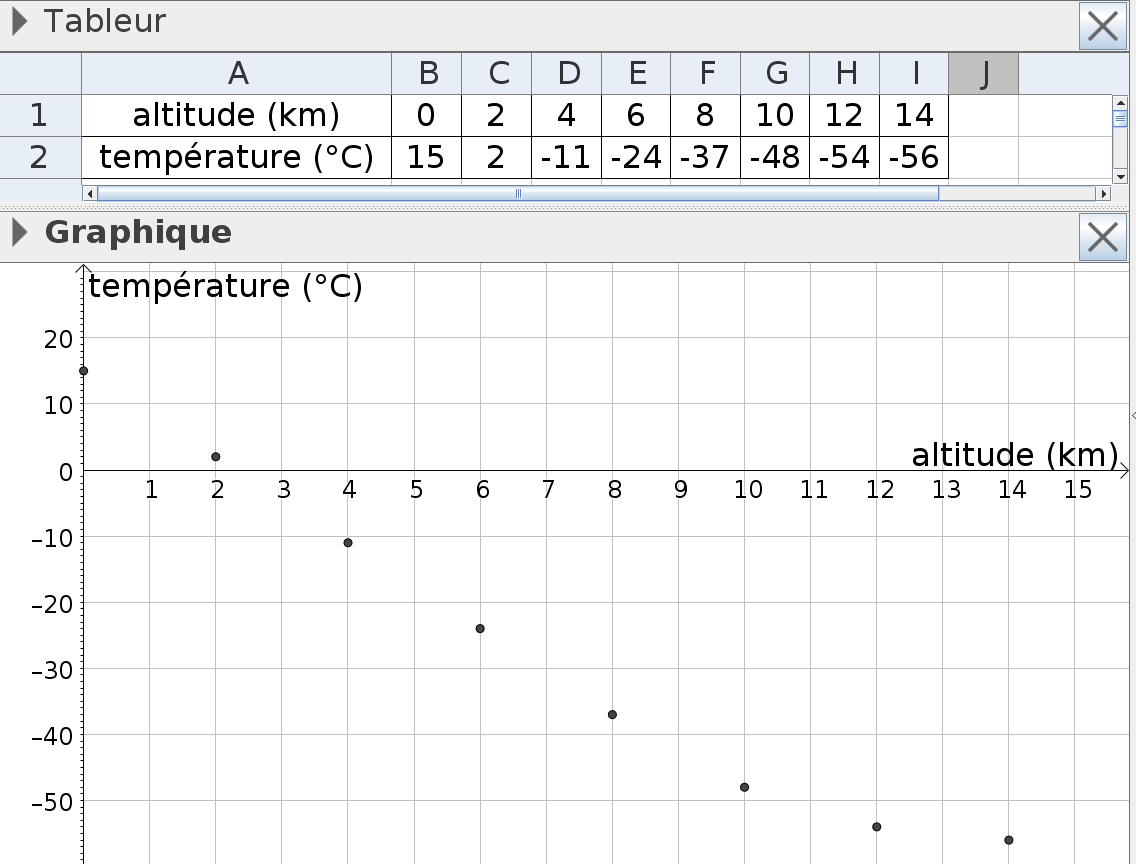 Tableur
A B C D E F G H I J
1 altitude (km) 0 2 4 6 8 10 12 14
2 température (°C) 15 2 -11 -24 -37 -48 -54 -56
Graphique
température (°C)
20
10
altitude (km)
0
1 2 3 4 5 6 7 8 9 10 11 12 13 14 15
–10
–20
–30
–40
–50